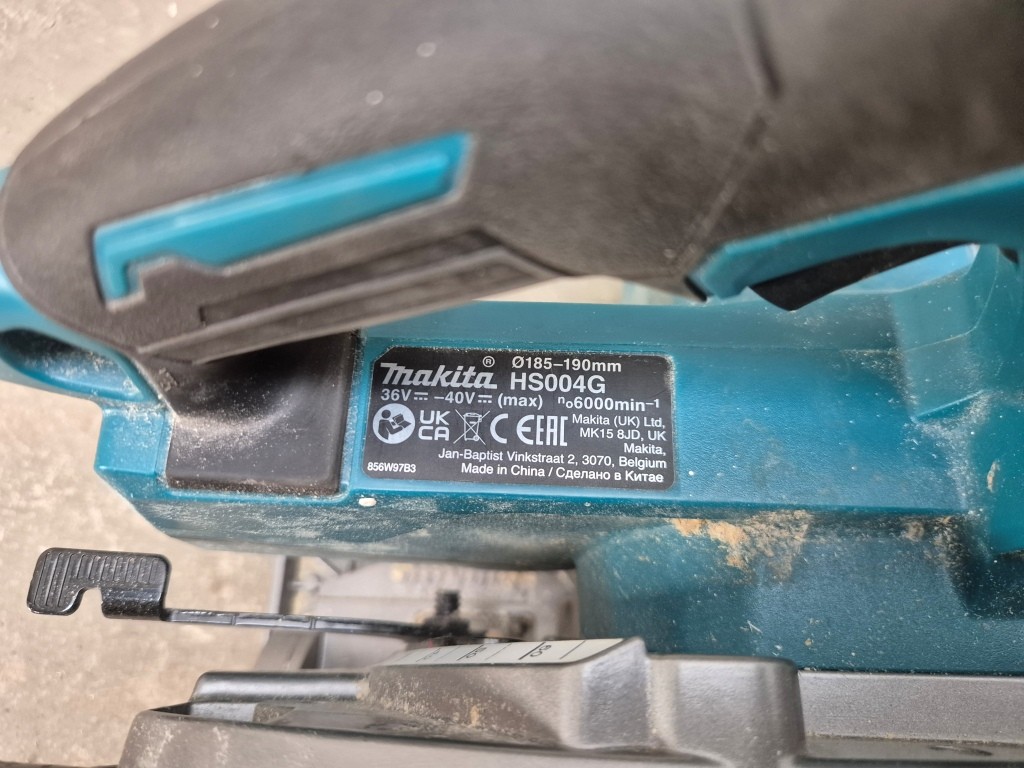 Makita® Ø185-190mm
HS004G
36V⎓ -40V⎓ (max) n₀6000min⁻¹
UK
CA
CE EAC
Makita (UK) Ltd,
MK15 8JD, UK
Makita,
Jan-Baptist Vinkstraat 2, 3070, Belgium
856W97B3 Made in China / Сделано в Китае
60